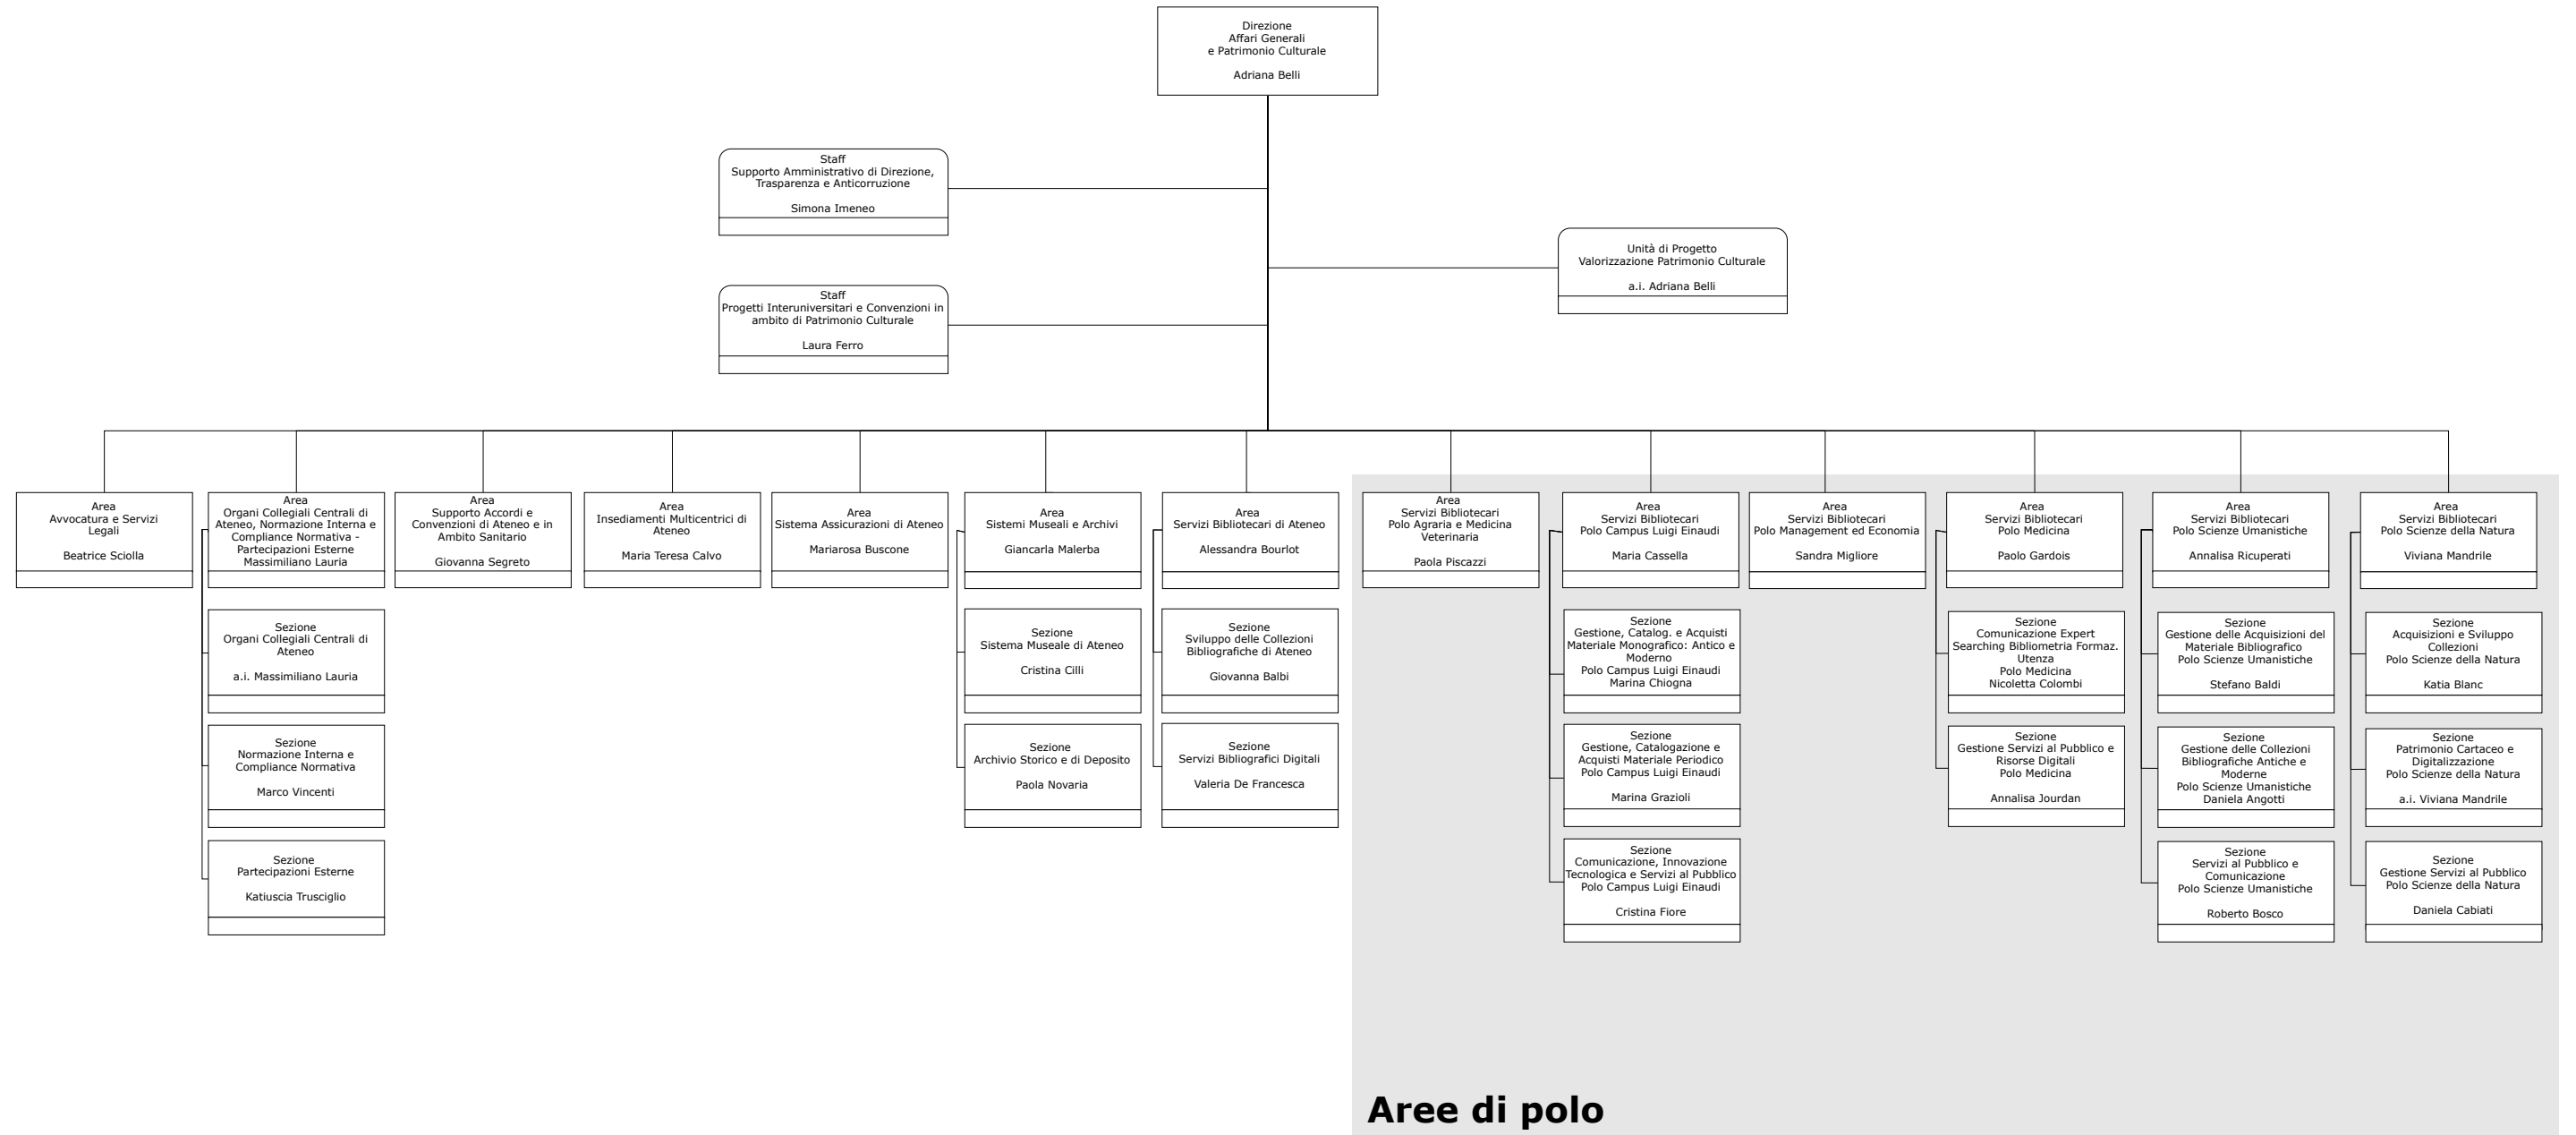 Direzione
Affari Generali
e Patrimonio Culturale
Adriana Belli
Staff
Supporto Amministrativo di Direzione,
Trasparenza e Anticorruzione
Simona Imeneo
Unità di Progetto
Valorizzazione Patrimonio Culturale
a.i. Adriana Belli
Staff
Progetti Interuniversitari e Convenzioni in
ambito di Patrimonio Culturale
Laura Ferro
Area
Avvocatura e Servizi
Legali
Beatrice Sciolla
Area
Organi Collegiali Centrali di
Ateneo, Normazione Interna e
Compliance Normativa -
Partecipazioni Esterne
Massimiliano Lauria
Sezione
Organi Collegiali Centrali di
Ateneo
a.i. Massimiliano Lauria
Sezione
Normazione Interna e
Compliance Normativa
Marco Vincenti
Sezione
Partecipazioni Esterne
Katiuscia Trusciglio
Area
Supporto Accordi e
Convenzioni di Ateneo e in
Ambito Sanitario
Giovanna Segreto
Area
Insediamenti Multicentrici di
Ateneo
Maria Teresa Calvo
Area
Sistema Assicurazioni di Ateneo
Mariarosa Buscone
Area
Sistemi Museali e Archivi
Giancarla Malerba
Sezione
Sistema Museale di Ateneo
Cristina Cilli
Sezione
Archivio Storico e di Deposito
Paola Novaria
Area
Servizi Bibliotecari di Ateneo
Alessandra Bourlot
Sezione
Sviluppo delle Collezioni
Bibliografiche di Ateneo
Giovanna Balbi
Sezione
Servizi Bibliografici Digitali
Valeria De Francesca
Area
Servizi Bibliotecari
Polo Agraria e Medicina
Veterinaria
Paola Piscazzi
Area
Servizi Bibliotecari
Polo Campus Luigi Einaudi
Maria Cassella
Sezione
Gestione, Catalog. e Acquisti
Materiale Monografico: Antico e
Moderno
Polo Campus Luigi Einaudi
Marina Chiogna
Sezione
Gestione, Catalogazione e
Acquisti Materiale Periodico
Polo Campus Luigi Einaudi
Marina Grazioli
Sezione
Comunicazione, Innovazione
Tecnologica e Servizi al Pubblico
Polo Campus Luigi Einaudi
Cristina Fiore
Area
Servizi Bibliotecari
Polo Management ed Economia
Sandra Migliore
Area
Servizi Bibliotecari
Polo Medicina
Paolo Gardois
Sezione
Comunicazione Expert
Searching Bibliometria Formaz.
Utenza
Polo Medicina
Nicoletta Colombi
Sezione
Gestione Servizi al Pubblico e
Risorse Digitali
Polo Medicina
Annalisa Jourdan
Area
Servizi Bibliotecari
Polo Scienze Umanistiche
Annalisa Ricuperati
Sezione
Gestione delle Acquisizioni del
Materiale Bibliografico
Polo Scienze Umanistiche
Stefano Baldi
Sezione
Gestione delle Collezioni
Bibliografiche Antiche e
Moderne
Polo Scienze Umanistiche
Daniela Angotti
Sezione
Servizi al Pubblico e
Comunicazione
Polo Scienze Umanistiche
Roberto Bosco
Area
Servizi Bibliotecari
Polo Scienze della Natura
Viviana Mandrile
Sezione
Acquisizioni e Sviluppo
Collezioni
Polo Scienze della Natura
Katia Blanc
Sezione
Patrimonio Cartaceo e
Digitalizzazione
Polo Scienze della Natura
a.i. Viviana Mandrile
Sezione
Gestione Servizi al Pubblico
Polo Scienze della Natura
Daniela Cabiati
Aree di polo